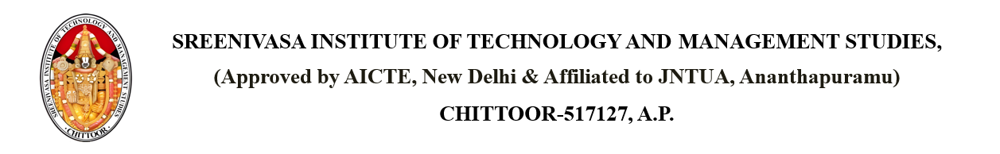 SREENIVASA INSTITUTE OF TECHNOLOGY AND MANAGEMENT STUDIES
· CHITTOOR ·
SREENIVASA INSTITUTE OF TECHNOLOGY AND MANAGEMENT STUDIES,
(Approved by AICTE, New Delhi & Affiliated to JNTUA, Ananthapuramu)
CHITTOOR-517127, A.P.